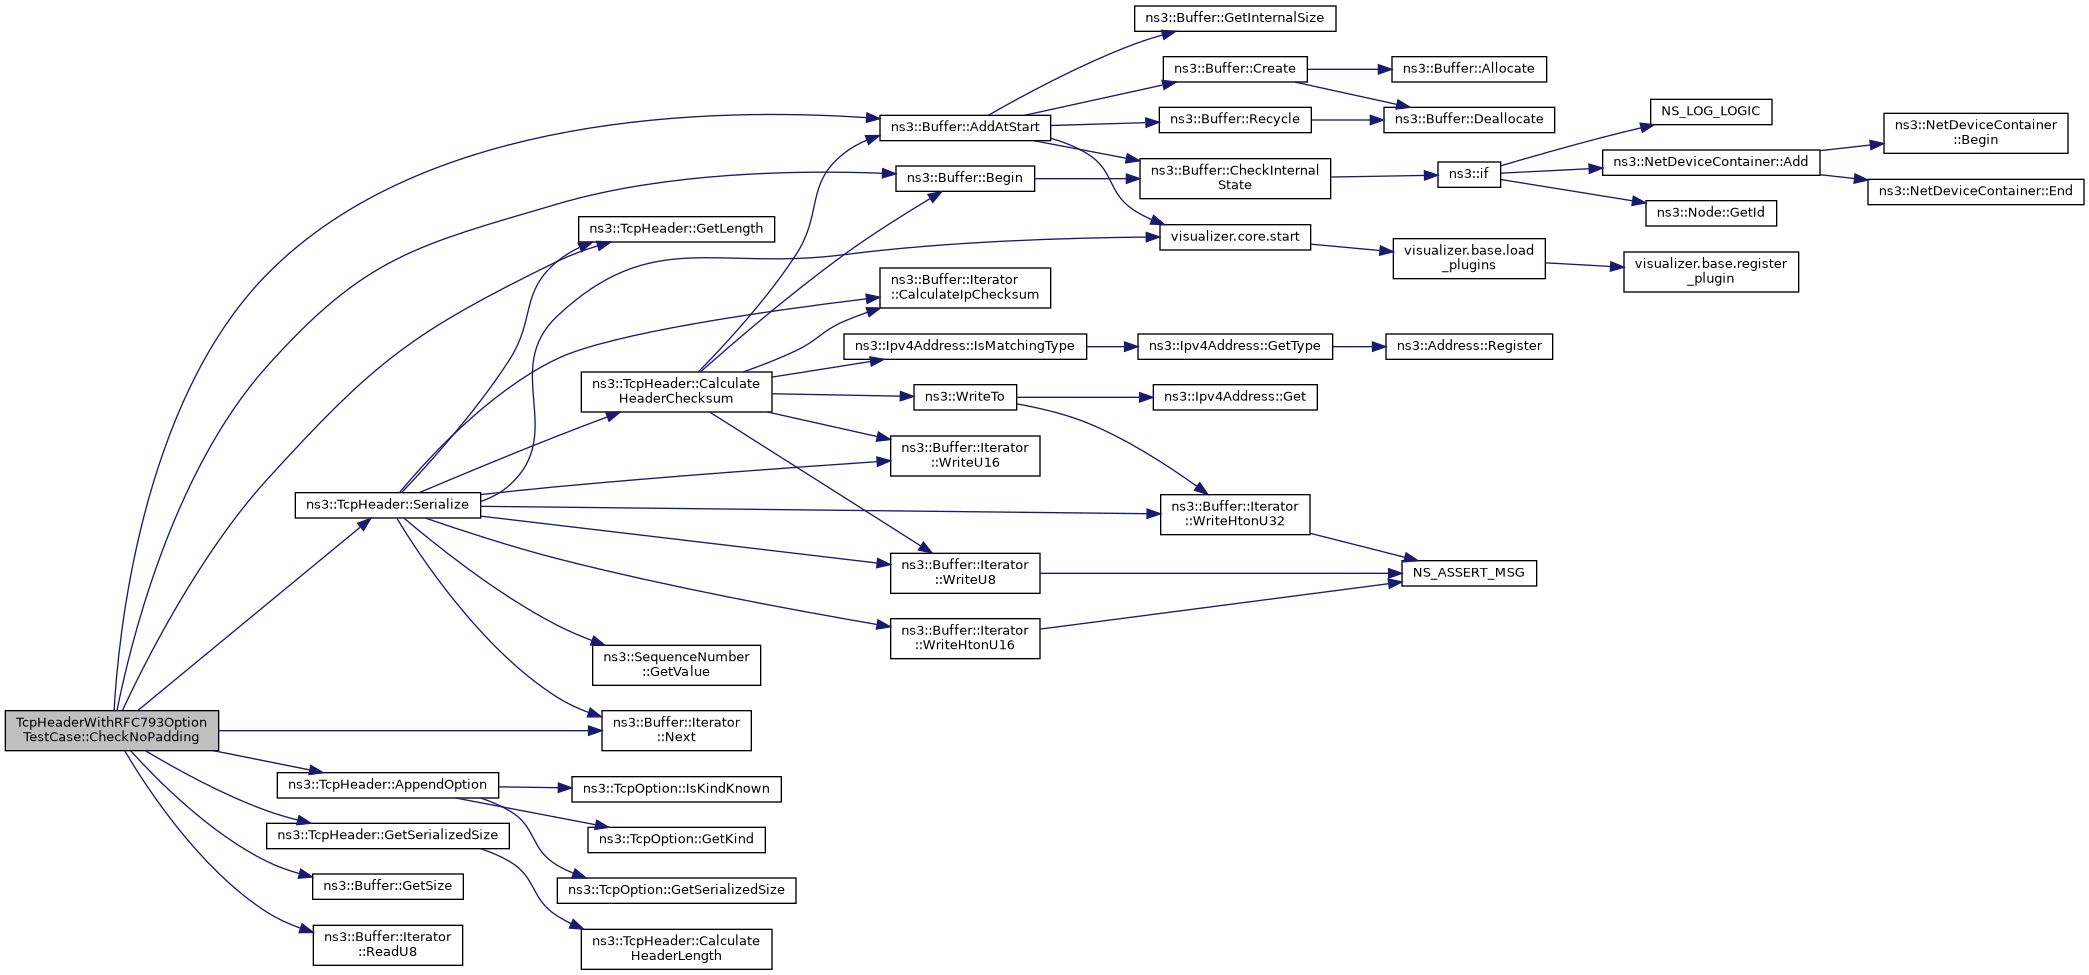 ns3::Buffer::GetInternalSize
ns3::Buffer::Create
ns3::Buffer::Allocate
NS_LOG_LOGIC
ns3::Buffer::AddAtStart
ns3::Buffer::Recycle
ns3::Buffer::Deallocate
ns3::NetDeviceContainer
::Begin
ns3::Buffer::Begin
ns3::Buffer::CheckInternal
State
ns3::if
ns3::NetDeviceContainer::Add
ns3::NetDeviceContainer::End
ns3::Node::GetId
ns3::TcpHeader::GetLength
visualizer.core.start
visualizer.base.load
_plugins
visualizer.base.register
_plugin
ns3::Buffer::Iterator
::CalculateIpChecksum
ns3::Ipv4Address::IsMatchingType
ns3::Ipv4Address::GetType
ns3::Address::Register
ns3::TcpHeader::Calculate
HeaderChecksum
ns3::WriteTo
ns3::Ipv4Address::Get
ns3::Buffer::Iterator
::WriteU16
ns3::TcpHeader::Serialize
ns3::Buffer::Iterator
::WriteHtonU32
ns3::Buffer::Iterator
::WriteU8
NS_ASSERT_MSG
ns3::Buffer::Iterator
::WriteHtonU16
ns3::SequenceNumber
::GetValue
TcpHeaderWithRFC793Option
TestCase::CheckNoPadding
ns3::Buffer::Iterator
::Next
ns3::TcpHeader::AppendOption
ns3::TcpOption::IsKindKnown
ns3::TcpHeader::GetSerializedSize
ns3::TcpOption::GetKind
ns3::Buffer::GetSize
ns3::TcpOption::GetSerializedSize
ns3::Buffer::Iterator
::ReadU8
ns3::TcpHeader::Calculate
HeaderLength